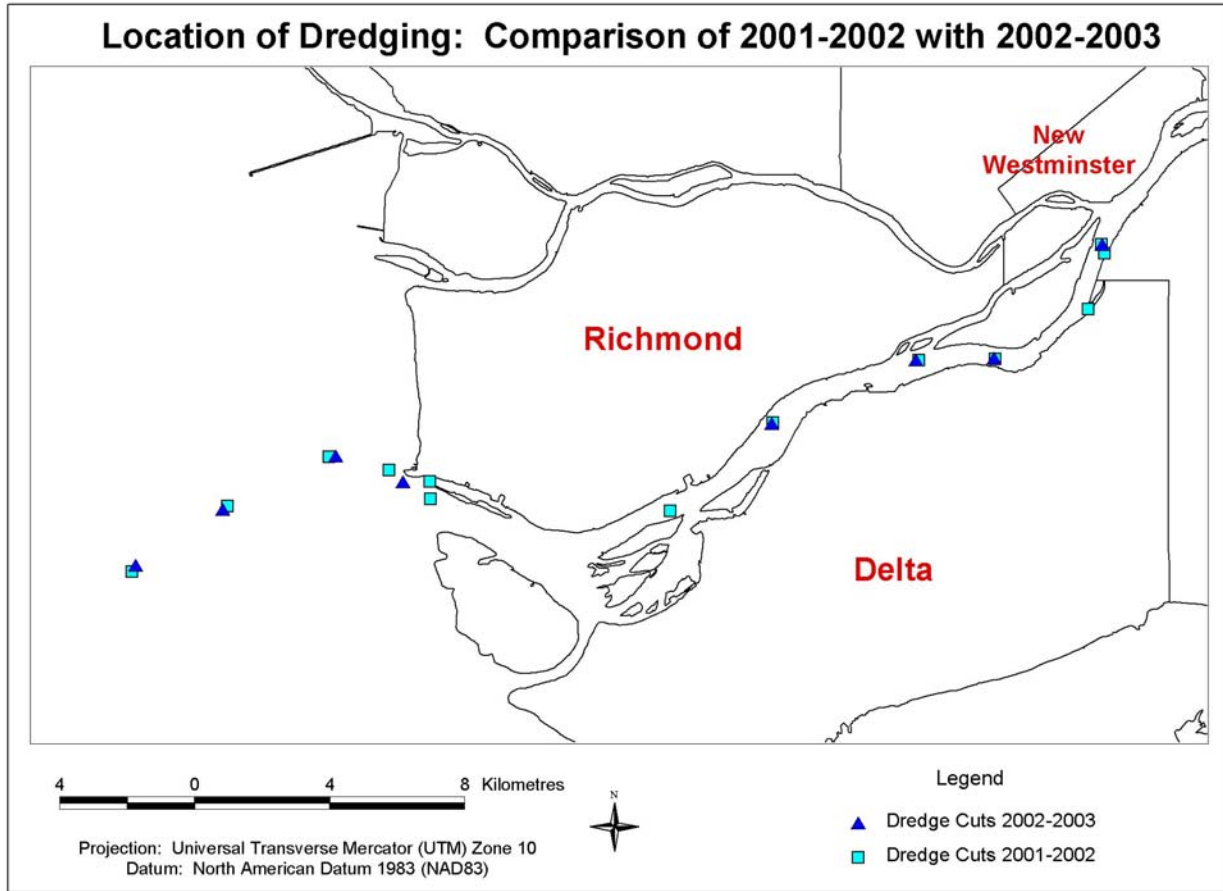 Location of Dredging: Comparison of 2001-2002 with 2002-2003
New
Westminster
Richmond
Delta
4 0 4 8 Kilometres
N
Projection: Universal Transverse Mercator (UTM) Zone 10
Datum: North American Datum 1983 (NAD83)
Legend
Dredge Cuts 2002-2003
Dredge Cuts 2001-2002